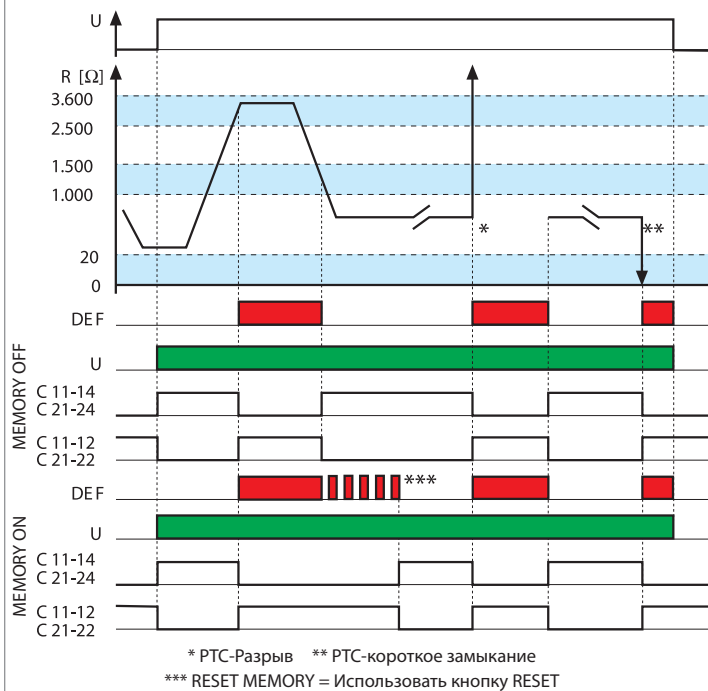 U
R [Ω]
3.600
2.500
1.500
1.000
*
**
20
0
DEF
MEMORY OFF
U
C 11-14
C 21-24
C 11-12
C 21-22
DEF
***
MEMORY ON
U
C 11-14
C 21-24
C 11-12
C 21-22
* РТС-Разрыв ** РТС-короткое замыкание
*** RESET MEMORY = Использовать кнопку RESET